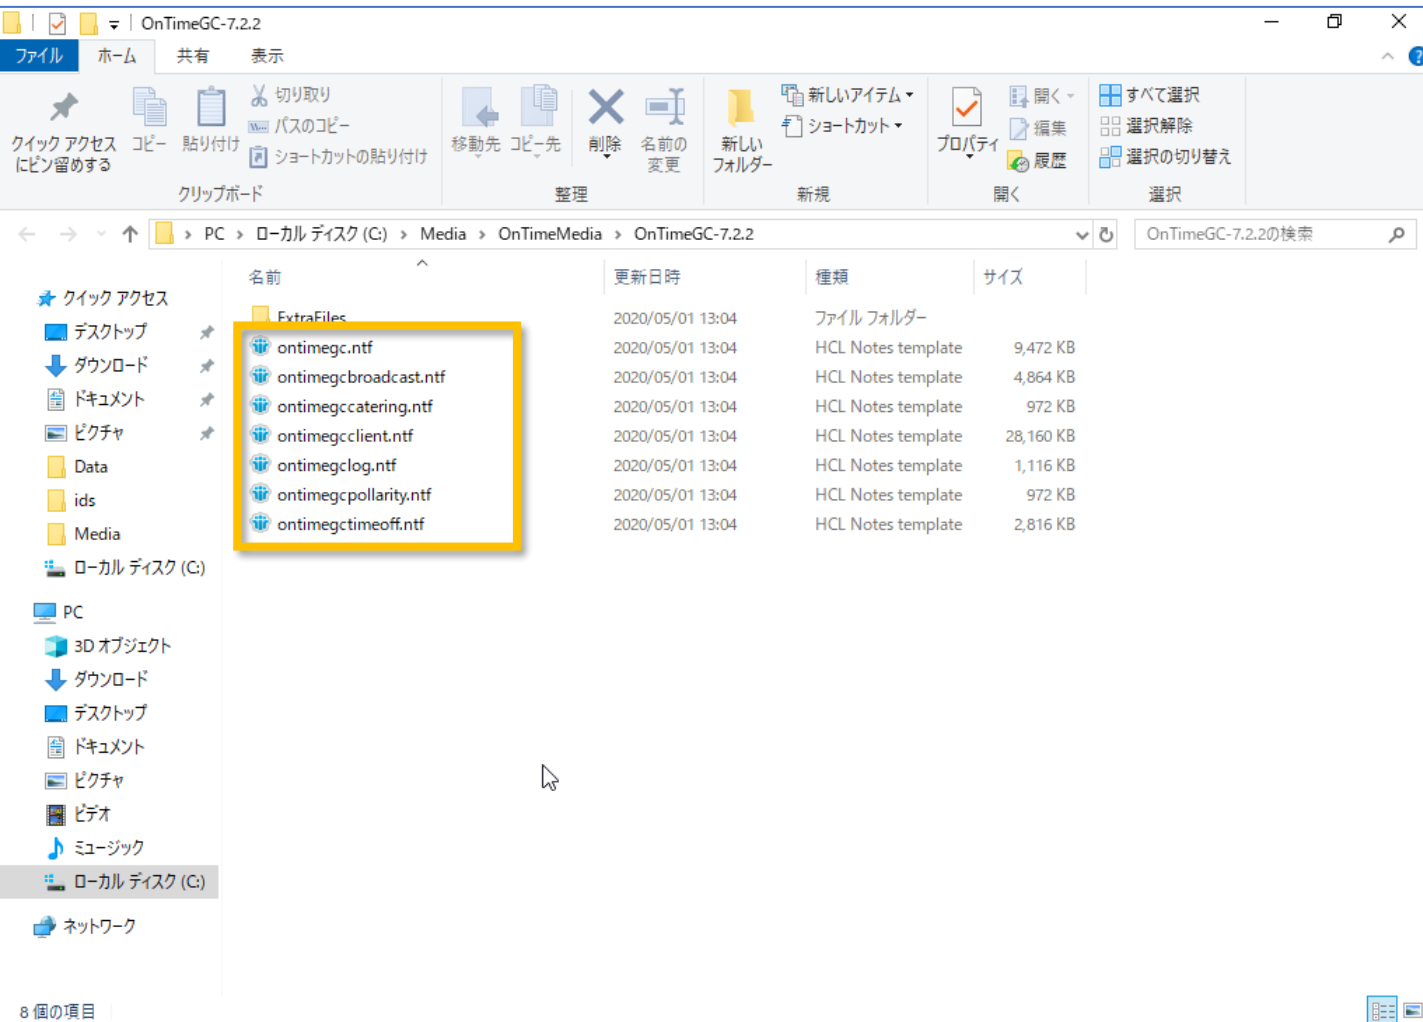 OnTimeGC-7.2.2
ファイル ホーム 共有 表示
クイック アクセス
にピン留めする
コピー
貼り付け
切り取り
パスのコピー
ショートカットの貼り付け
クリップボード
移動先
コピー先
削除
名前の
変更
整理
新しい
フォルダー
新しいアイテム
ショートカット
新規
プロパティ
開く
編集
履歴
開く
すべて選択
選択解除
選択の切り替え
選択
PC › ローカル ディスク (C:) › Media › OnTimeMedia › OnTimeGC-7.2.2
OnTimeGC-7.2.2の検索
クイック アクセス
デスクトップ
ダウンロード
ドキュメント
ピクチャ
Data
ids
Media
ローカル ディスク (C:)
PC
3D オブジェクト
ダウンロード
デスクトップ
ドキュメント
ピクチャ
ビデオ
ミュージック
ローカル ディスク (C:)
ネットワーク
名前 更新日時 種類 サイズ
ExtraFiles 2020/05/01 13:04 ファイル フォルダー
ontimegc.ntf 2020/05/01 13:04 HCL Notes template 9,472 KB
ontimegcbroadcast.ntf 2020/05/01 13:04 HCL Notes template 4,864 KB
ontimegccatering.ntf 2020/05/01 13:04 HCL Notes template 972 KB
ontimegcclient.ntf 2020/05/01 13:04 HCL Notes template 28,160 KB
ontimegclog.ntf 2020/05/01 13:04 HCL Notes template 1,116 KB
ontimegcpollarity.ntf 2020/05/01 13:04 HCL Notes template 972 KB
ontimegctimeoff.ntf 2020/05/01 13:04 HCL Notes template 2,816 KB
8 個の項目